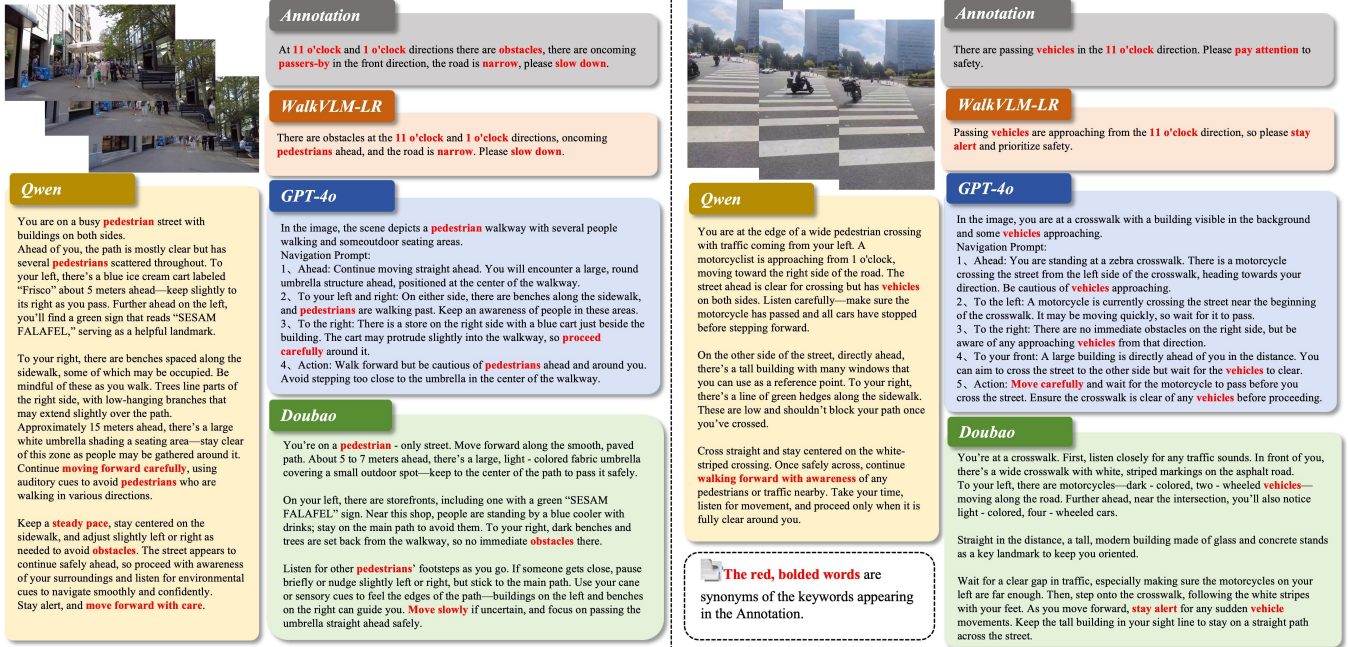 Annotation
At 11 o'clock and 1 o'clock directions there are obstacles, there are oncoming
passers-by in the front direction, the road is narrow, please slow down.
WalkVLM-LR
There are obstacles at the 11 o'clock and 1 o'clock directions, oncoming
pedestrians ahead, and the road is narrow. Please slow down.
Qwen
You are on a busy pedestrian street with
buildings on both sides.
Ahead of you, the path is mostly clear but has
several pedestrians scattered throughout. To
your left, there's a blue ice cream cart labeled
“Frisco” about 5 meters ahead—keep slightly to
its right as you pass. Further ahead on the left,
you'll find a green sign that reads “SESAM
FALAFEL,” serving as a helpful landmark.
To your right, there are benches spaced along the
sidewalk, some of which may be occupied. Be
mindful of these as you walk. Trees line parts of
the right side, with low-hanging branches that
may extend slightly over the path.
Approximately 15 meters ahead, there's a large
white umbrella shading a seating area—stay clear
of this zone as people may be gathered around it.
Continue moving forward carefully, using
auditory cues to avoid pedestrians who are
walking in various directions.
Keep a steady pace, stay centered on the
sidewalk, and adjust slightly left or right as
needed to avoid obstacles. The street appears to
continue safely ahead, so proceed with awareness
of your surroundings and listen for environmental
cues to navigate smoothly and confidently.
Stay alert, and move forward with care.
GPT-4o
In the image, the scene depicts a pedestrian walkway with several people
walking and someoutdoor seating areas.
Navigation Prompt:
1、Ahead: Continue moving straight ahead. You will encounter a large, round
umbrella structure ahead, positioned at the center of the walkway.
2、To your left and right: On either side, there are benches along the sidewalk,
and pedestrians are walking past. Keep an awareness of people in these areas.
3、To the right: There is a store on the right side with a blue cart just beside the
building. The cart may protrude slightly into the walkway, so proceed
carefully around it.
4、Action: Walk forward but be cautious of pedestrians ahead and around you.
Avoid stepping too close to the umbrella in the center of the walkway.
Doubao
You're on a pedestrian - only street. Move forward along the smooth, paved
path. About 5 to 7 meters ahead, there's a large, light - colored fabric umbrella
covering a small outdoor spot—keep to the center of the path to pass it safely.
On your left, there are storefronts, including one with a green “SESAM
FALAFEL” sign. Near this shop, people are standing by a blue cooler with
drinks; stay on the main path to avoid them. To your right, dark benches and
trees are set back from the walkway, so no immediate obstacles there.
Listen for other pedestrians' footsteps as you go. If someone gets close, pause
briefly or nudge slightly left or right, but stick to the main path. Use your cane
or sensory cues to feel the edges of the path—buildings on the left and benches
on the right can guide you. Move slowly if uncertain, and focus on passing the
umbrella straight ahead safely.
Annotation
There are passing vehicles in the 11 o'clock direction. Please pay attention to
safety.
WalkVLM-LR
Passing vehicles are approaching from the 11 o'clock direction, so please stay
alert and prioritize safety.
Qwen
You are at the edge of a wide pedestrian crossing
with traffic coming from your left. A
motorcyclist is approaching from 1 o'clock,
moving toward the right side of the road. The
street ahead is clear for crossing but has vehicles
on both sides. Listen carefully—make sure the
motorcycle has passed and all cars have stopped
before stepping forward.
On the other side of the street, directly ahead,
there's a tall building with many windows that
you can use as a reference point. To your right,
there's a line of green hedges along the sidewalk.
These are low and shouldn't block your path once
you've crossed.
Cross straight and stay centered on the white-
striped crossing. Once safely across, continue
walking forward with awareness of any
pedestrians or traffic nearby. Take your time,
listen for movement, and proceed only when it is
fully clear around you.
The red, bolded words are
synonyms of the keywords appearing
in the Annotation.
GPT-4o
In the image, you are at a crosswalk with a building visible in the background
and some vehicles approaching.
Navigation Prompt:
1、Ahead: You are standing at a zebra crosswalk. There is a motorcycle
crossing the street from the left side of the crosswalk, heading towards your
direction. Be cautious of vehicles approaching.
2、To the left: A motorcycle is currently crossing the street near the beginning
of the crosswalk. It may be moving quickly, so wait for it to pass.
3、To the right: There are no immediate obstacles on the right side, but be
aware of any approaching vehicles from that direction.
4、To your front: A large building is directly ahead of you in the distance. You
can aim to cross the street to the other side but wait for the vehicles to clear.
5、Action: Move carefully and wait for the motorcycle to pass before you
cross the street. Ensure the crosswalk is clear of any vehicles before proceeding.
Doubao
You're at a crosswalk. First, listen closely for any traffic sounds. In front of you,
there's a wide crosswalk with white, striped markings on the asphalt road.
To your left, there are motorcycles—dark - colored, two - wheeled vehicles—
moving along the road. Further ahead, near the intersection, you'll also notice
light - colored, four - wheeled cars.
Straight in the distance, a tall, modern building made of glass and concrete stands
as a key landmark to keep you oriented.
Wait for a clear gap in traffic, especially making sure the motorcycles on your
left are far enough. Then, step onto the crosswalk, following the white stripes
with your feet. As you move forward, stay alert for any sudden vehicle
movements. Keep the tall building in your sight line to stay on a straight path
across the street.